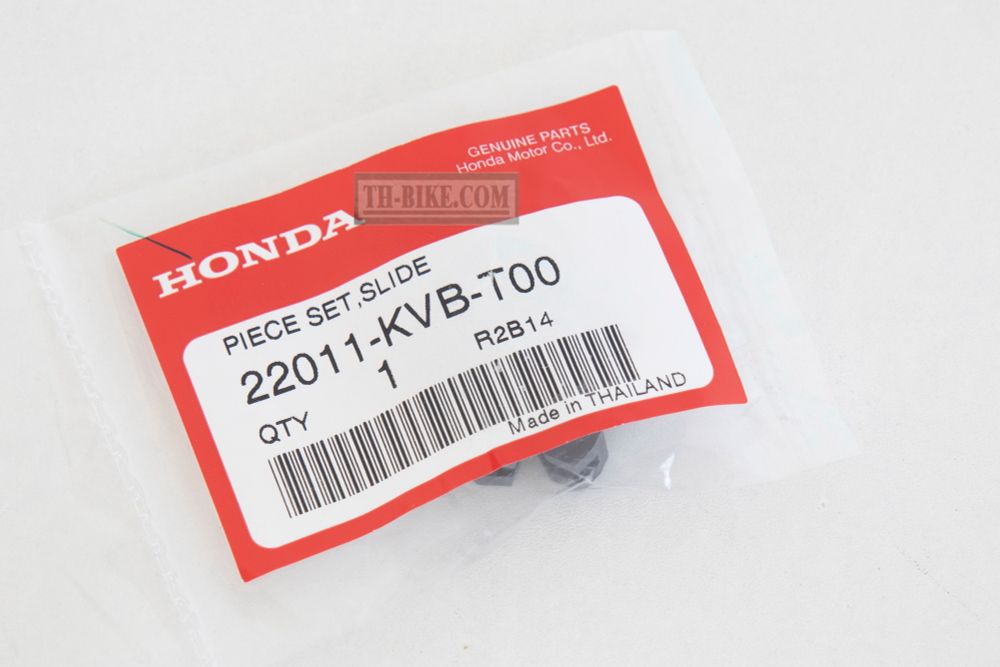 GENUINE PARTS
Honda Motor Co., Ltd.
TH-BIKE.COM
HONDA
PIECE SET,SLIDE
22011-KVB-T00
QTY 1 R2B14
Made in THAILAND